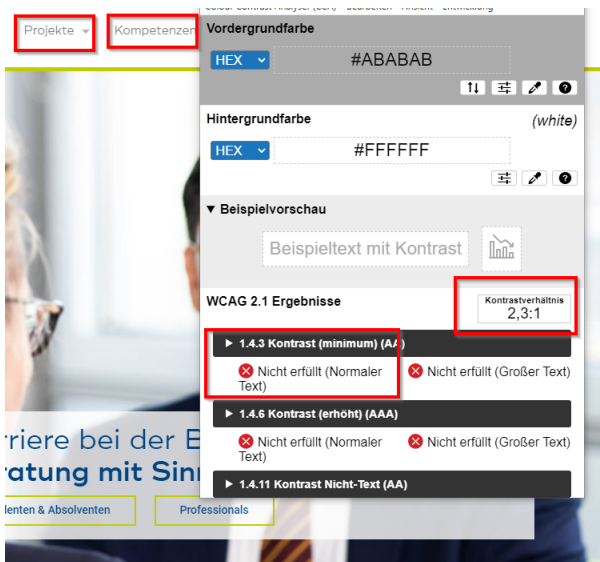 Colour Contrast Analyser (CCA) Bearbeiten Ansicht Entwicklung
Projekte
Kompetenzen
Vordergrundfarbe
HEX
#ABABAB
Hintergrundfarbe
(white)
HEX
#FFFFFF
Beispielvorschau
Beispieltext mit Kontrast
WCAG 2.1 Ergebnisse
Kontrastverhältnis
2,3:1
1.4.3 Kontrast (minimum) (AA)
Nicht erfüllt (Normaler
Text)
Nicht erfüllt (Großer Text)
1.4.6 Kontrast (erhöht) (AAA)
Nicht erfüllt (Normaler
Text)
Nicht erfüllt (Großer Text)
1.4.11 Kontrast Nicht-Text (AA)
rriere bei der B
ratung mit Sin
denten & Absolventen
Professionals